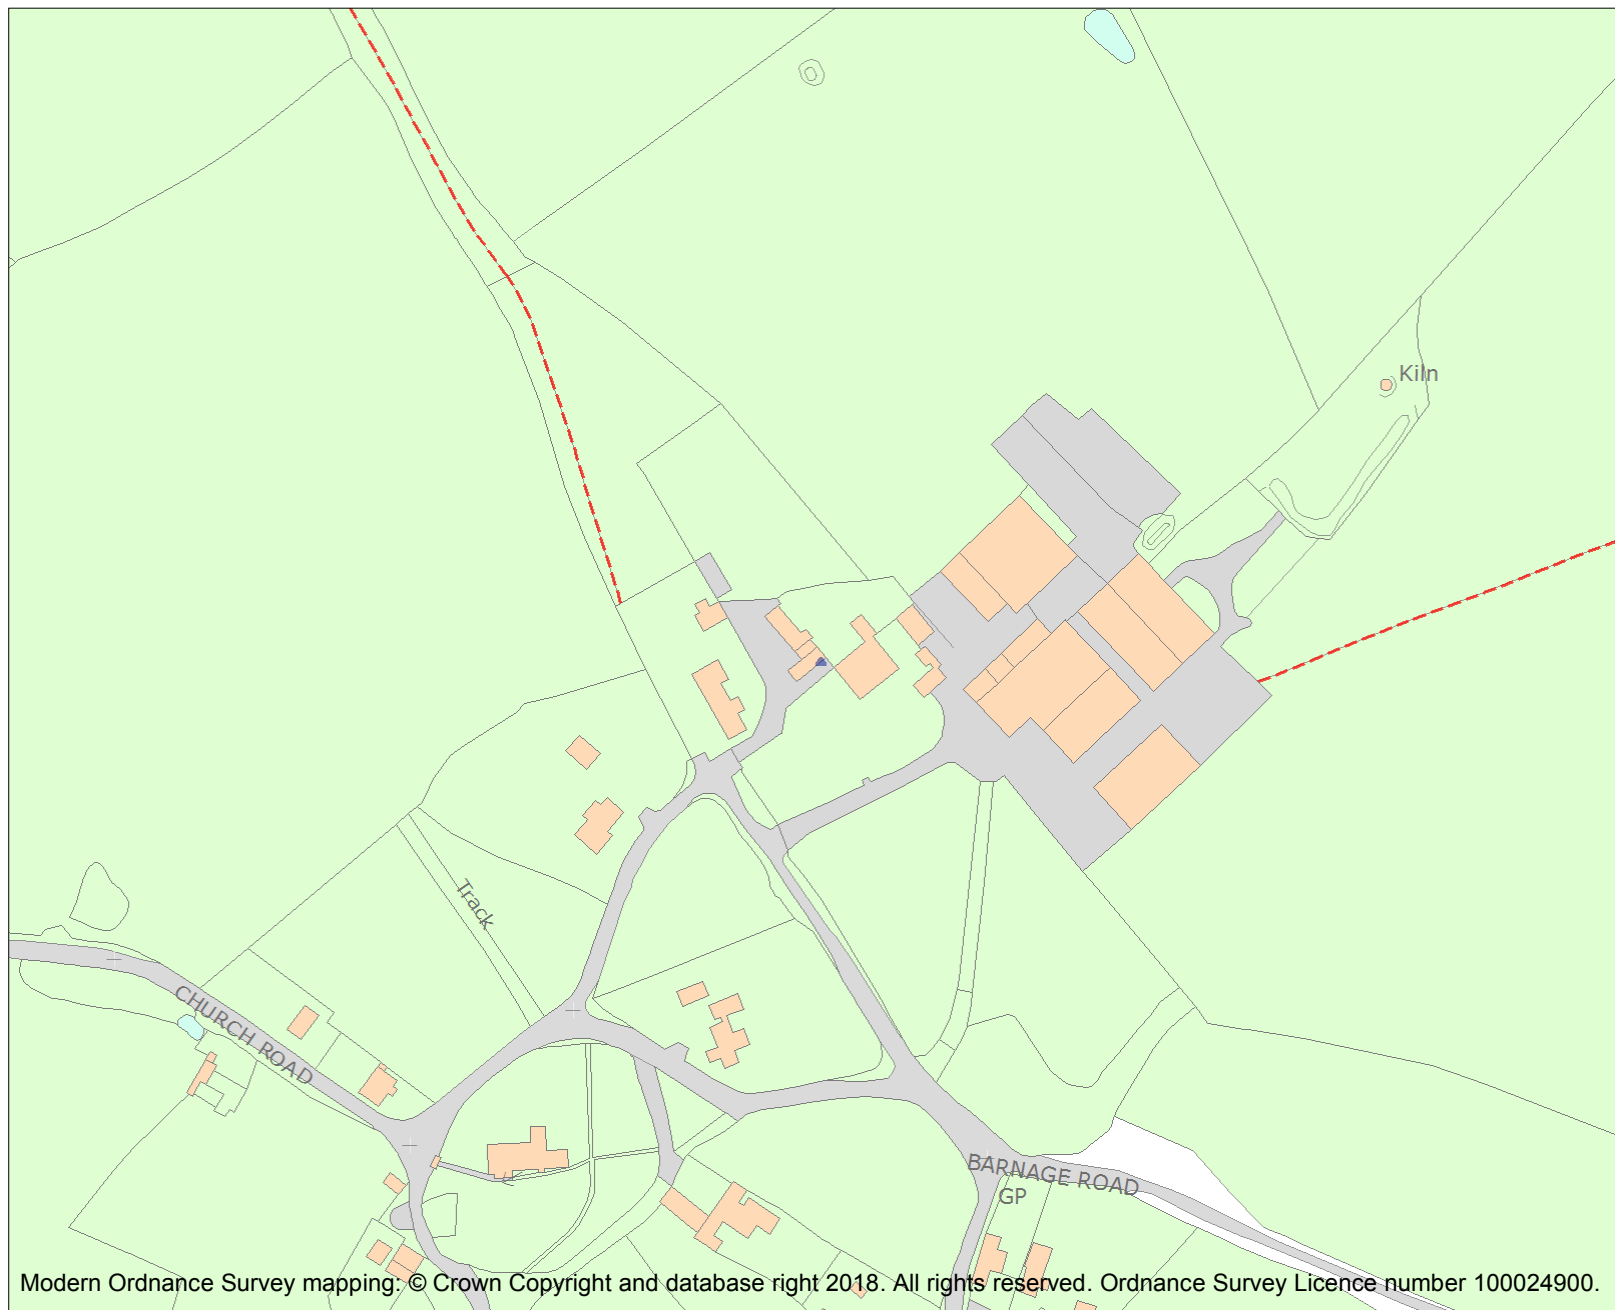 Kiln
Track
CHURCH ROAD
BARNAGE ROAD
GP
Modern Ordnance Survey mapping: © Crown Copyright and database right 2018. All rights reserved. Ordnance Survey Licence number 100024900.